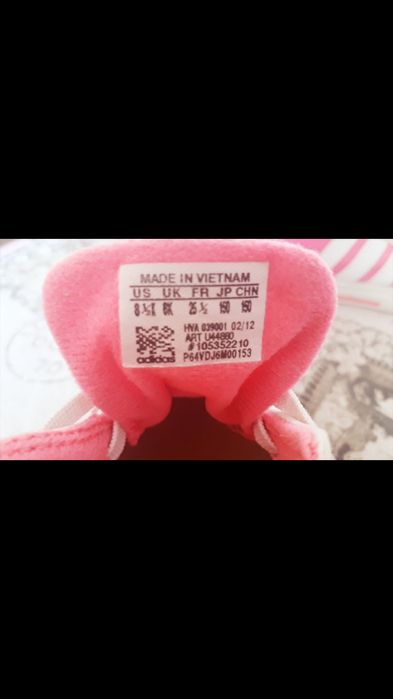 MADE IN VIETNAM
US UK FR JP CHN
8 ½K 8K 25 ½ 150 150
HVA 039001 02/12
ART U44880
#105352210
adidas P64VDJ6M00153